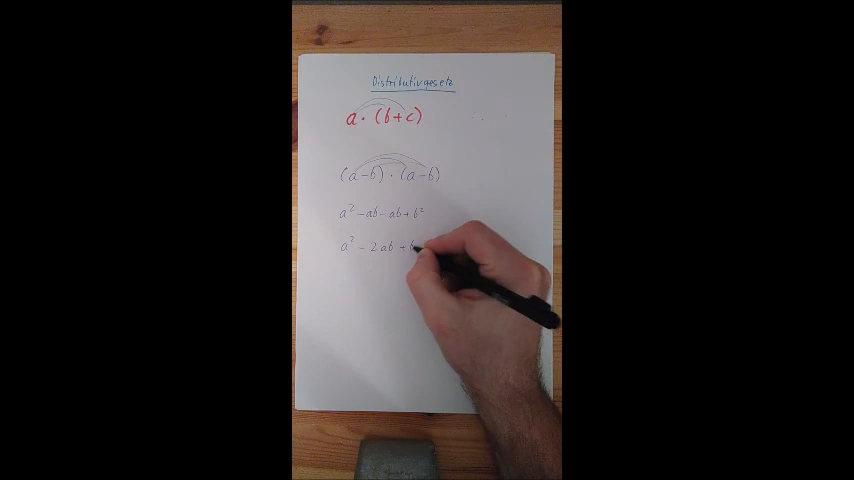 Distributivgesetz
a · (b+c)
(a-b) · (a-b)
a² - ab - ab + b²
a² - 2ab + b